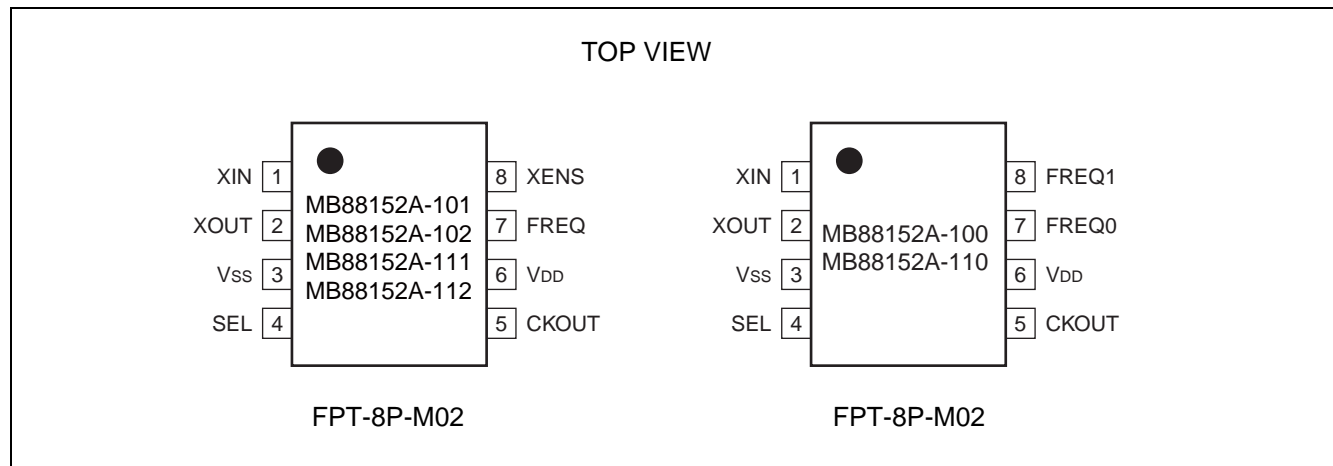 TOP VIEW
XIN 1
8 XENS
MB88152A-101
XOUT 2
MB88152A-102
7 FREQ
Vss 3
MB88152A-111
6 VDD
MB88152A-112
SEL 4
5 CKOUT
FPT-8P-M02
XIN 1
8 FREQ1
XOUT 2
MB88152A-100
7 FREQ0
Vss 3
MB88152A-110
6 VDD
SEL 4
5 CKOUT
FPT-8P-M02